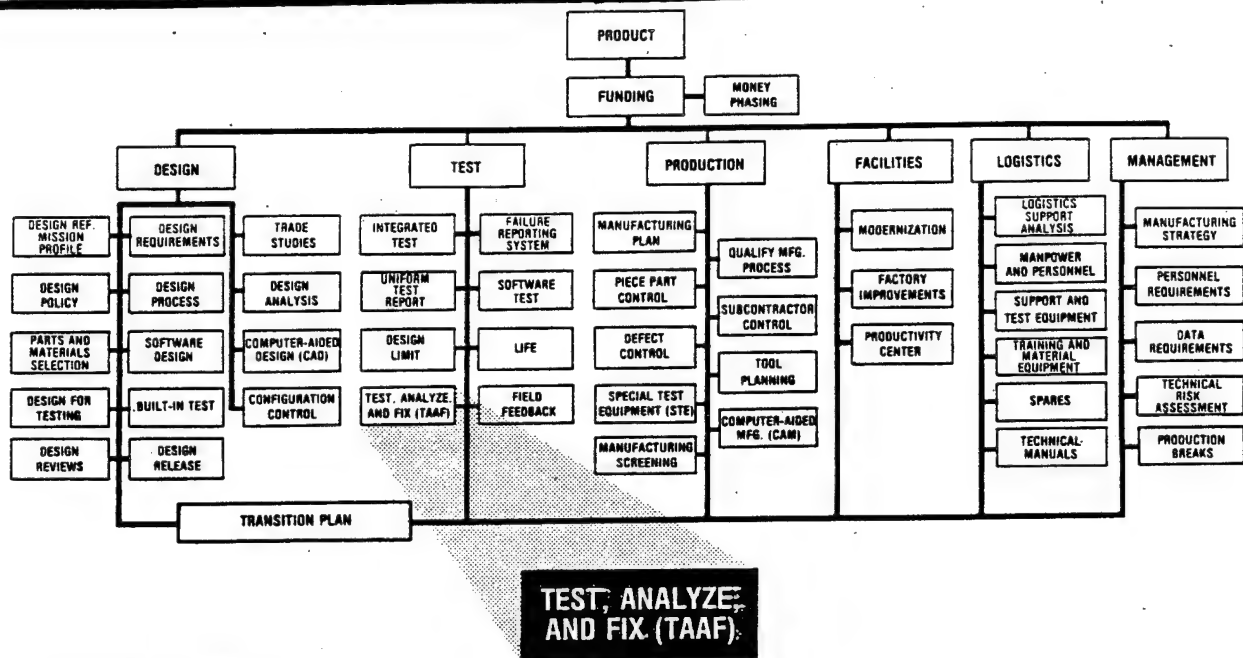 PRODUCT
FUNDING
MONEY
PHASING
DESIGN
TEST
PRODUCTION
FACILITIES
LOGISTICS
MANAGEMENT
DESIGN REF.
MISSION
PROFILE
DESIGN
POLICY
PARTS AND
MATERIALS
SELECTION
DESIGN FOR
TESTING
DESIGN
REVIEWS
DESIGN
REQUIREMENTS
DESIGN
PROCESS
SOFTWARE
DESIGN
BUILT-IN TEST
DESIGN
RELEASE
TRADE
STUDIES
DESIGN
ANALYSIS
COMPUTER-AIDED
DESIGN (CAD)
CONFIGURATION
CONTROL
INTEGRATED
TEST
UNIFORM
TEST
REPORT
DESIGN
LIMIT
TEST, ANALYZE,
AND FIX (TAAF)
FAILURE
REPORTING
SYSTEM
SOFTWARE
TEST
LIFE
FIELD
FEEDBACK
MANUFACTURING
PLAN
PIECE PART
CONTROL
DEFECT
CONTROL
SPECIAL TEST
EQUIPMENT (STE)
MANUFACTURING
SCREENING
QUALIFY MFG.
PROCESS
SUBCONTRACTOR
CONTROL
TOOL
PLANNING
COMPUTER-AIDED
MFG. (CAM)
MODERNIZATION
FACTORY
IMPROVEMENTS
PRODUCTIVITY
CENTER
LOGISTICS
SUPPORT
ANALYSIS
MANPOWER
AND PERSONNEL
SUPPORT AND
TEST EQUIPMENT
TRAINING AND
MATERIAL
EQUIPMENT
SPARES
TECHNICAL
MANUALS
MANUFACTURING
STRATEGY
PERSONNEL
REQUIREMENTS
DATA
REQUIREMENTS
TECHNICAL
RISK
ASSESSMENT
PRODUCTION
BREAKS
TRANSITION PLAN
TEST, ANALYZE,
AND FIX (TAAF)